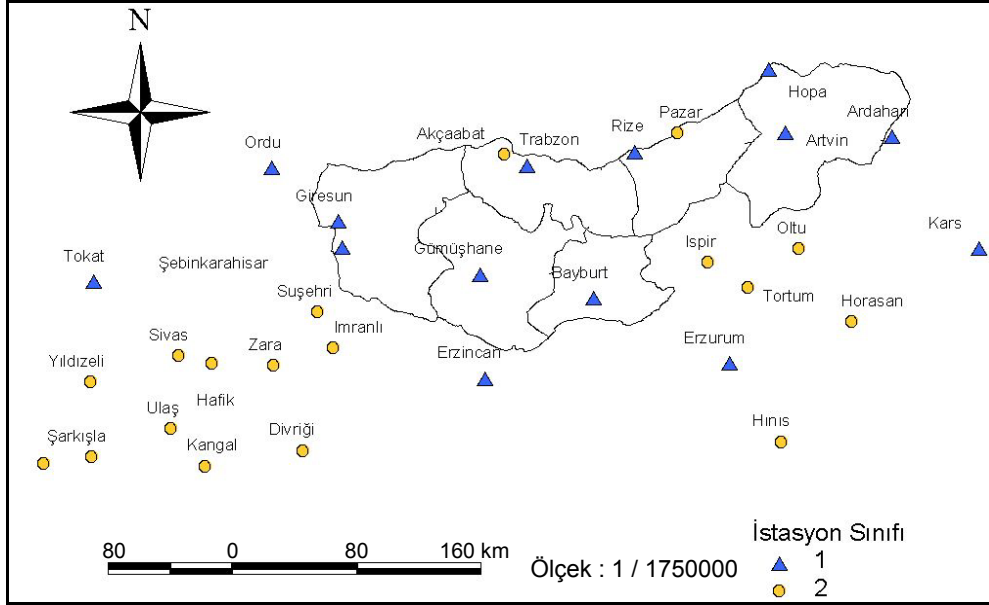 N
Hopa
Pazar
Ardahan
Rize
Akçaabat
Trabzon
Artvin
Ordu
Giresun
Oltu
Kars
Ispir
Gümüşhane
Tokat
Şebinkarahisar
Bayburt
Suşehri
Tortum
Horasan
Imranlı
Sivas
Zara
Erzincan
Erzurum
Yıldızeli
Hafik
Ulaş
Divriği
Hınıs
Şarkışla
Kangal
İstasyon Sınıfı
80 0 80 160 km
Ölçek : 1 / 1750000
1
2